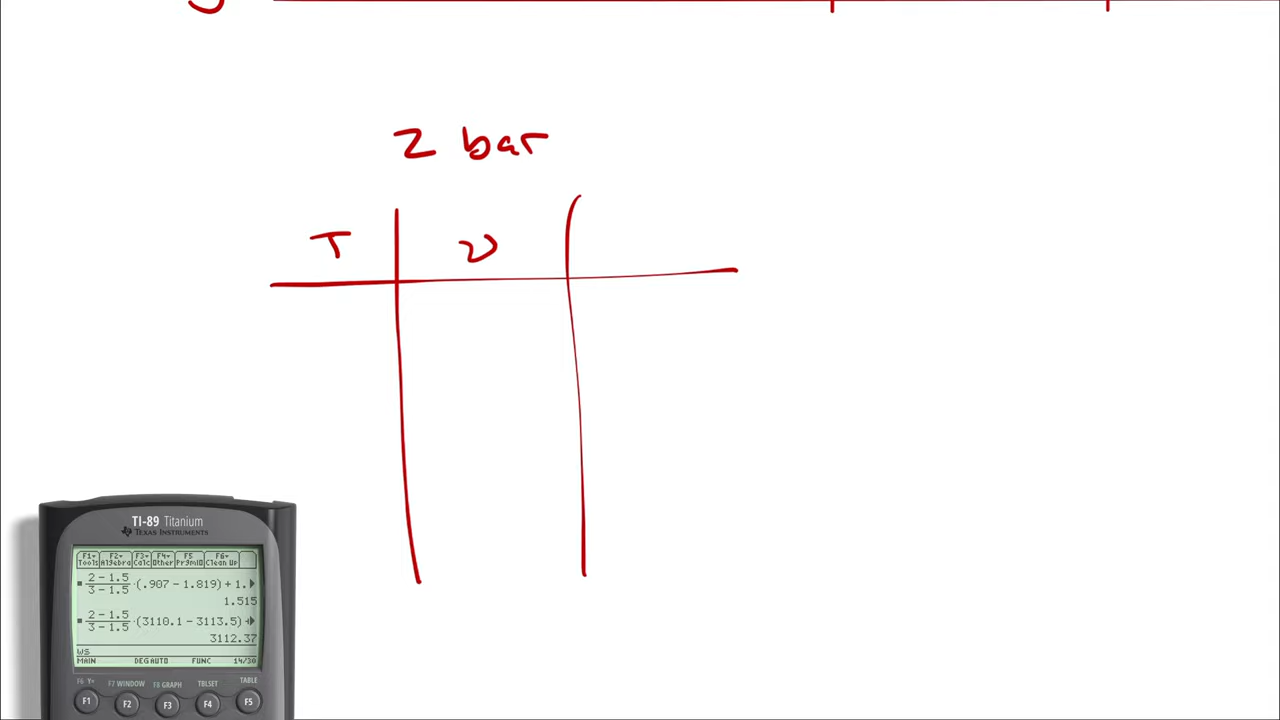 2 bar
T ν
TI-89 Titanium
TEXAS INSTRUMENTS
F1 Tools F2 Algebra F3 Calc F4 Other F5 PrgmIO F6 Clean Up
2 - 1.5 / 3 - 1.5 · (.907 - 1.819) + 1.
1.515
2 - 1.5 / 3 - 1.5 · (3110.1 - 3113.5)
3112.37
MAIN DEG AUTO FUNC 14/30
F6 Y= F7 WINDOW F8 GRAPH TBLSET TABLE
F1 F2 F3 F4 F5